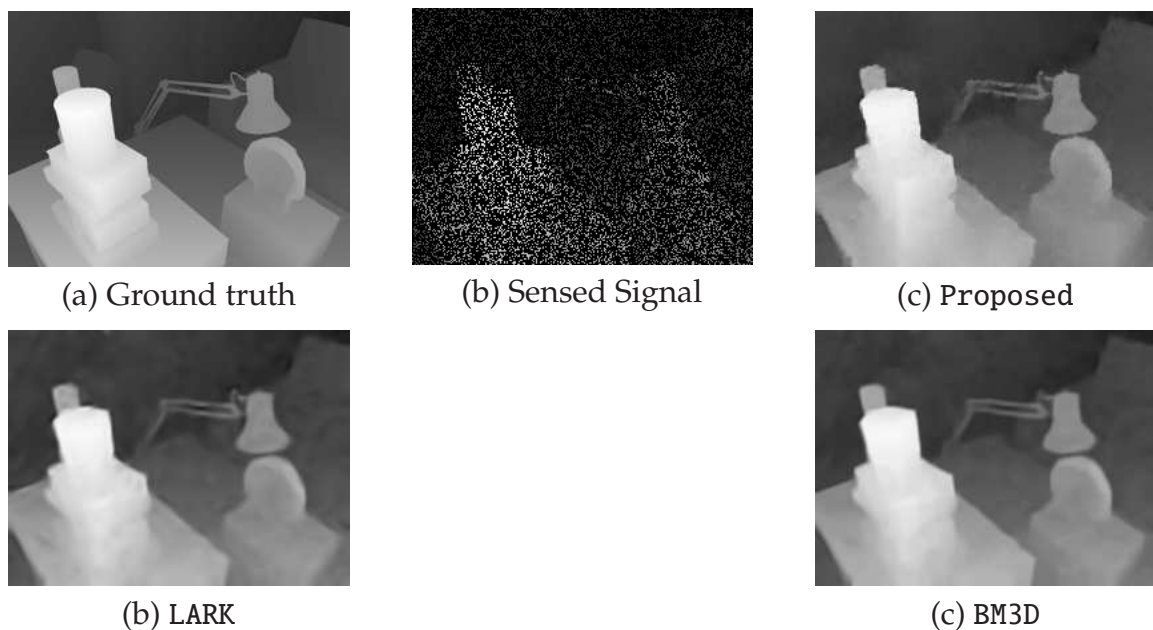 (a) Ground truth
(b) Sensed Signal
(c) Proposed
(b) LARK
(c) BM3D